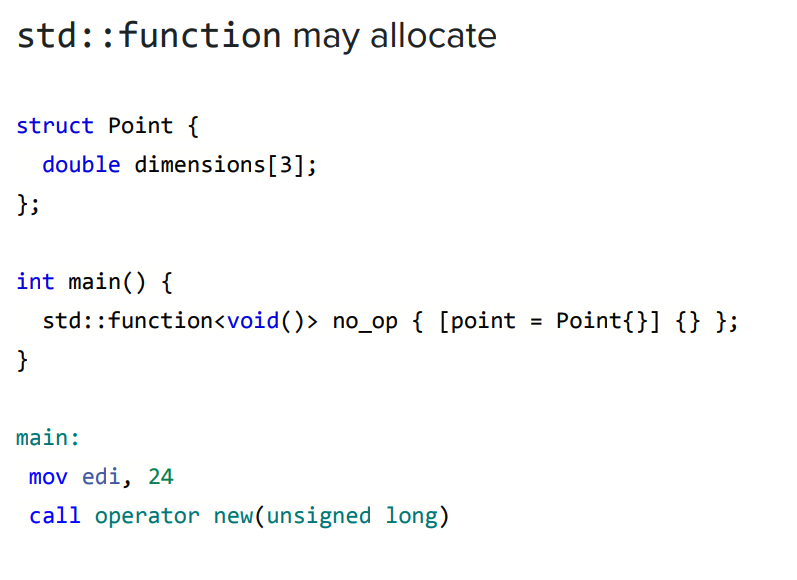 std::function may allocate
struct Point {
  double dimensions[3];
};
int main() {
  std::function<void()> no_op { [point = Point{}] {} };
}
main:
 mov edi, 24
 call operator new(unsigned long)